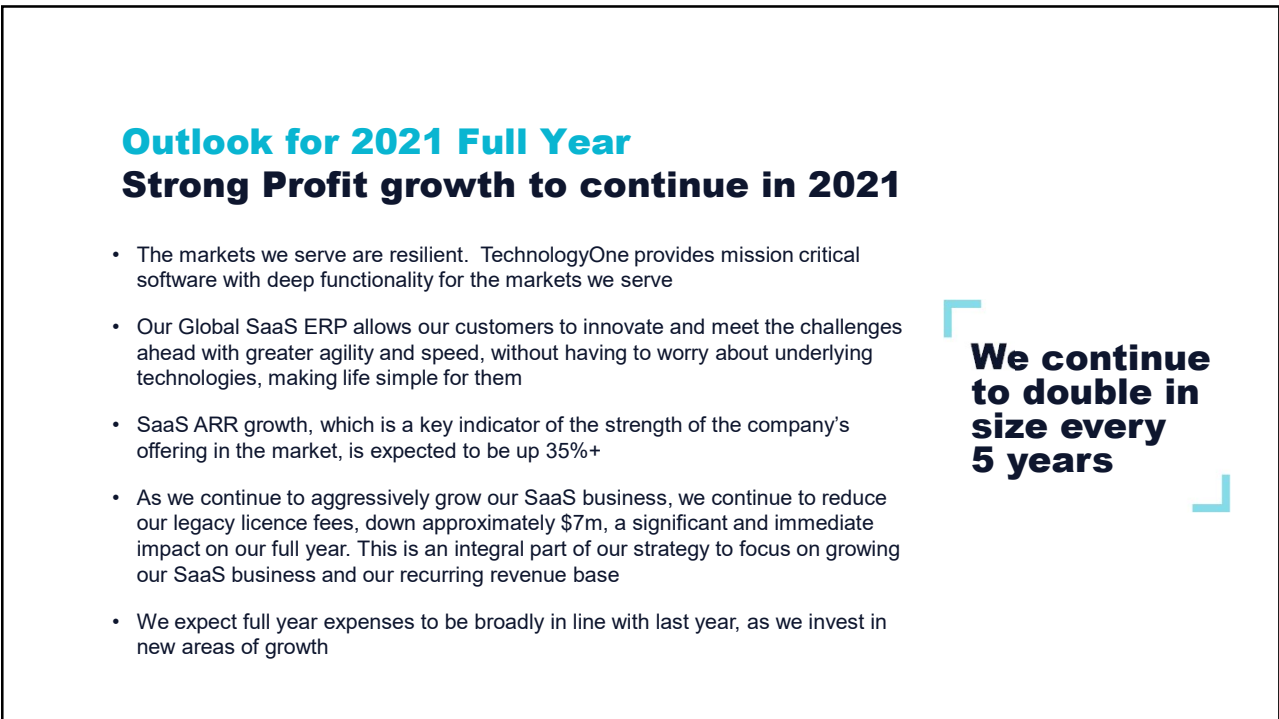 Outlook for 2021 Full Year
Strong Profit growth to continue in 2021
• The markets we serve are resilient.  TechnologyOne provides mission critical
software with deep functionality for the markets we serve
• Our Global SaaS ERP allows our customers to innovate and meet the challenges
ahead with greater agility and speed, without having to worry about underlying
technologies, making life simple for them
• SaaS ARR growth, which is a key indicator of the strength of the company’s
offering in the market, is expected to be up 35%+
• As we continue to aggressively grow our SaaS business, we continue to reduce
our legacy licence fees, down approximately $7m, a significant and immediate
impact on our full year. This is an integral part of our strategy to focus on growing
our SaaS business and our recurring revenue base
• We expect full year expenses to be broadly in line with last year, as we invest in
new areas of growth
We continue
to double in
size every
5 years